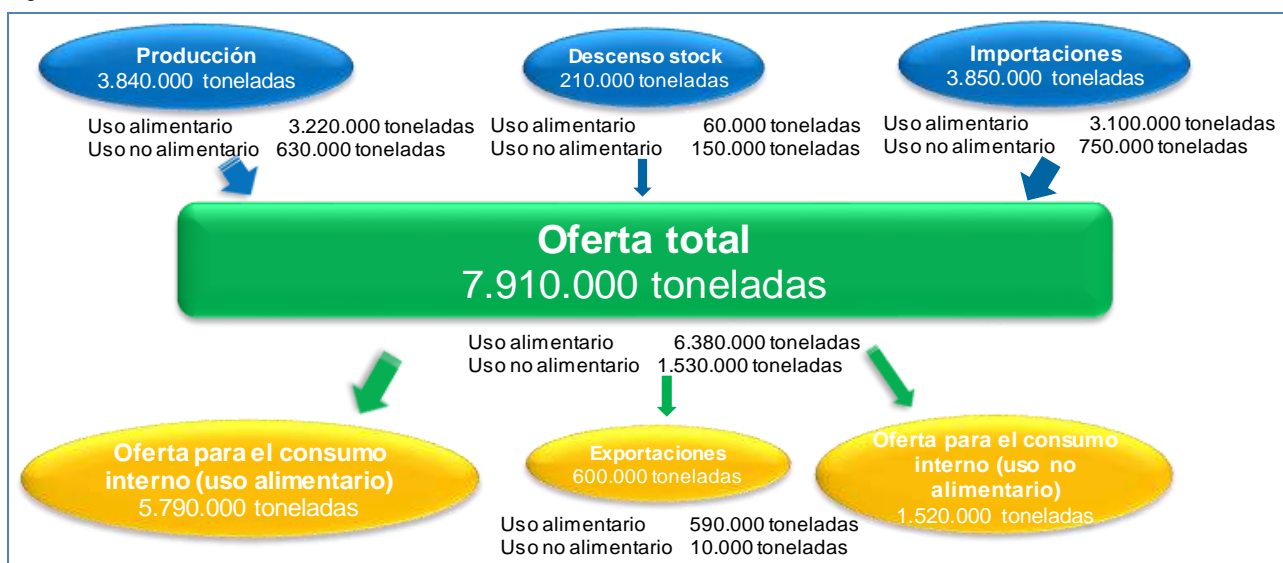 Producción
3.840.000 toneladas
Descenso stock
210.000 toneladas
Importaciones
3.850.000 toneladas
Uso alimentario 3.220.000 toneladas
Uso no alimentario 630.000 toneladas
Uso alimentario 60.000 toneladas
Uso no alimentario 150.000 toneladas
Uso alimentario 3.100.000 toneladas
Uso no alimentario 750.000 toneladas
Oferta total
7.910.000 toneladas
Uso alimentario 6.380.000 toneladas
Uso no alimentario 1.530.000 toneladas
Oferta para el consumo
interno (uso alimentario)
5.790.000 toneladas
Exportaciones
600.000 toneladas
Oferta para el consumo
interno (uso no
alimentario)
1.520.000 toneladas
Uso alimentario 590.000 toneladas
Uso no alimentario 10.000 toneladas